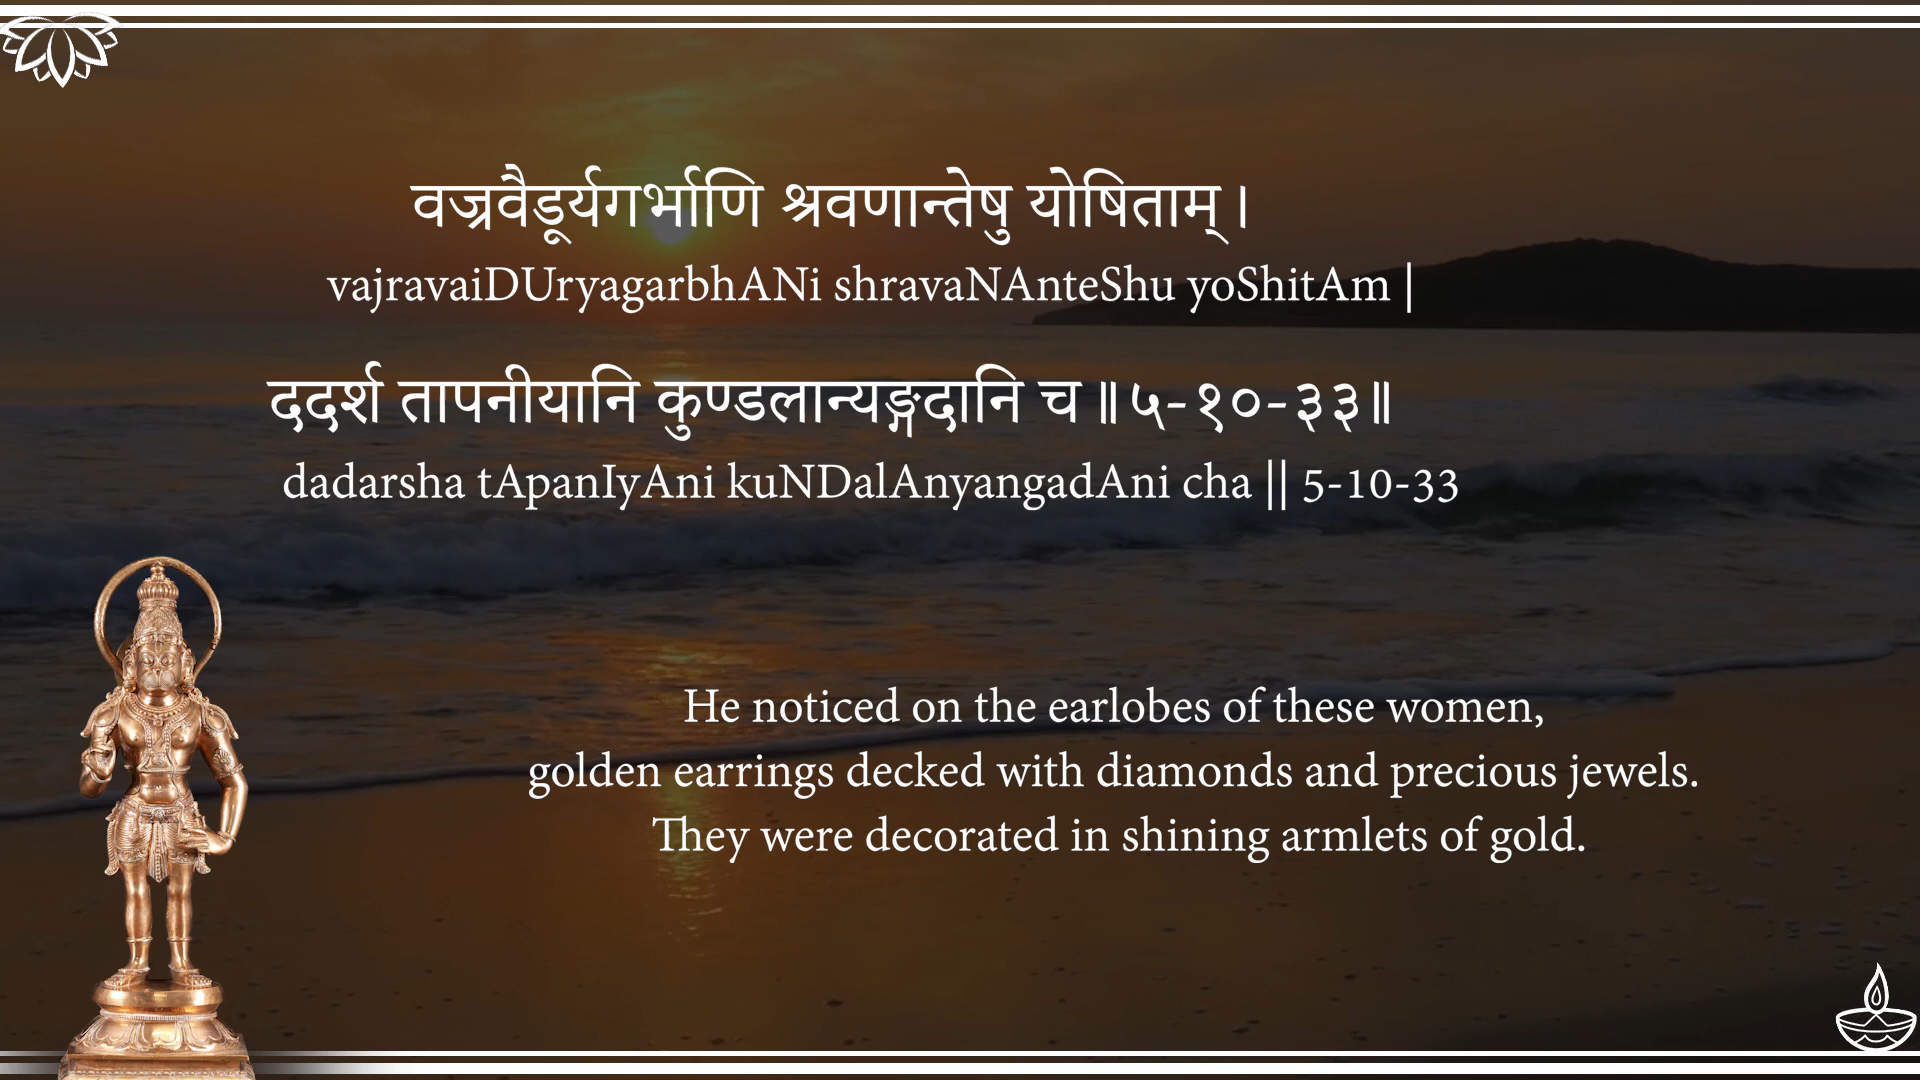 वज्रवैडूर्यगर्भाणि श्रवणान्तेषु योषिताम् ।
vajravaiDUryagarbhANi shravaNAnteShu yoShitAm |
ददर्श तापनीयानि कुण्डलान्यङ्गदानि च ॥ ५-१०-३३॥
dadarsha tApanIyAni kuNDalAnyangadAni cha || 5-10-33
He noticed on the earlobes of these women,
golden earrings decked with diamonds and precious jewels.
They were decorated in shining armlets of gold.